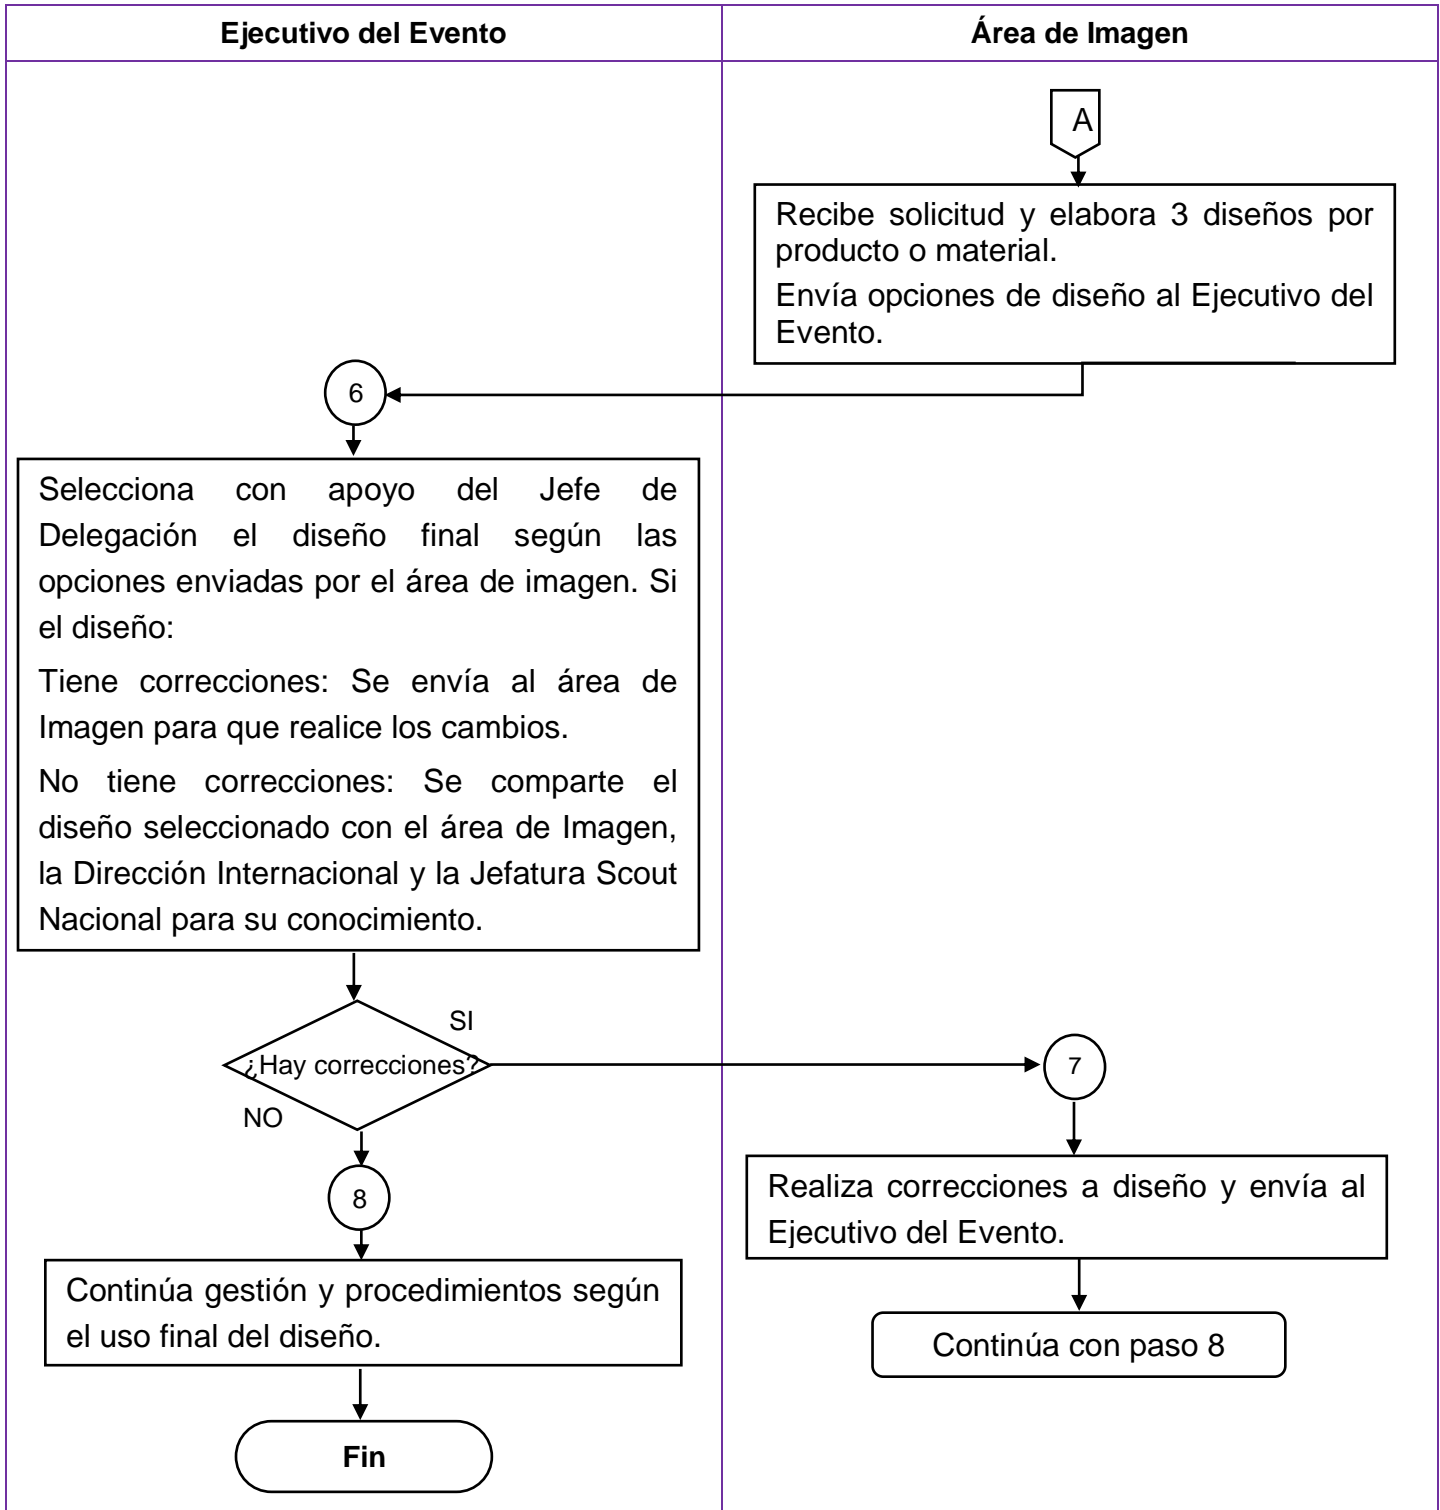 Ejecutivo del Evento
Área de Imagen
A
Recibe solicitud y elabora 3 diseños por
producto o material.
Envía opciones de diseño al Ejecutivo del
Evento.
6
Selecciona con apoyo del Jefe de
Delegación el diseño final según las
opciones enviadas por el área de imagen. Si
el diseño:
Tiene correcciones: Se envía al área de
Imagen para que realice los cambios.
No tiene correcciones: Se comparte el
diseño seleccionado con el área de Imagen,
la Dirección Internacional y la Jefatura Scout
Nacional para su conocimiento.
SI
¿Hay correcciones?
NO
7
8
Realiza correcciones a diseño y envía al
Ejecutivo del Evento.
Continúa gestión y procedimientos según
el uso final del diseño.
Continúa con paso 8
Fin